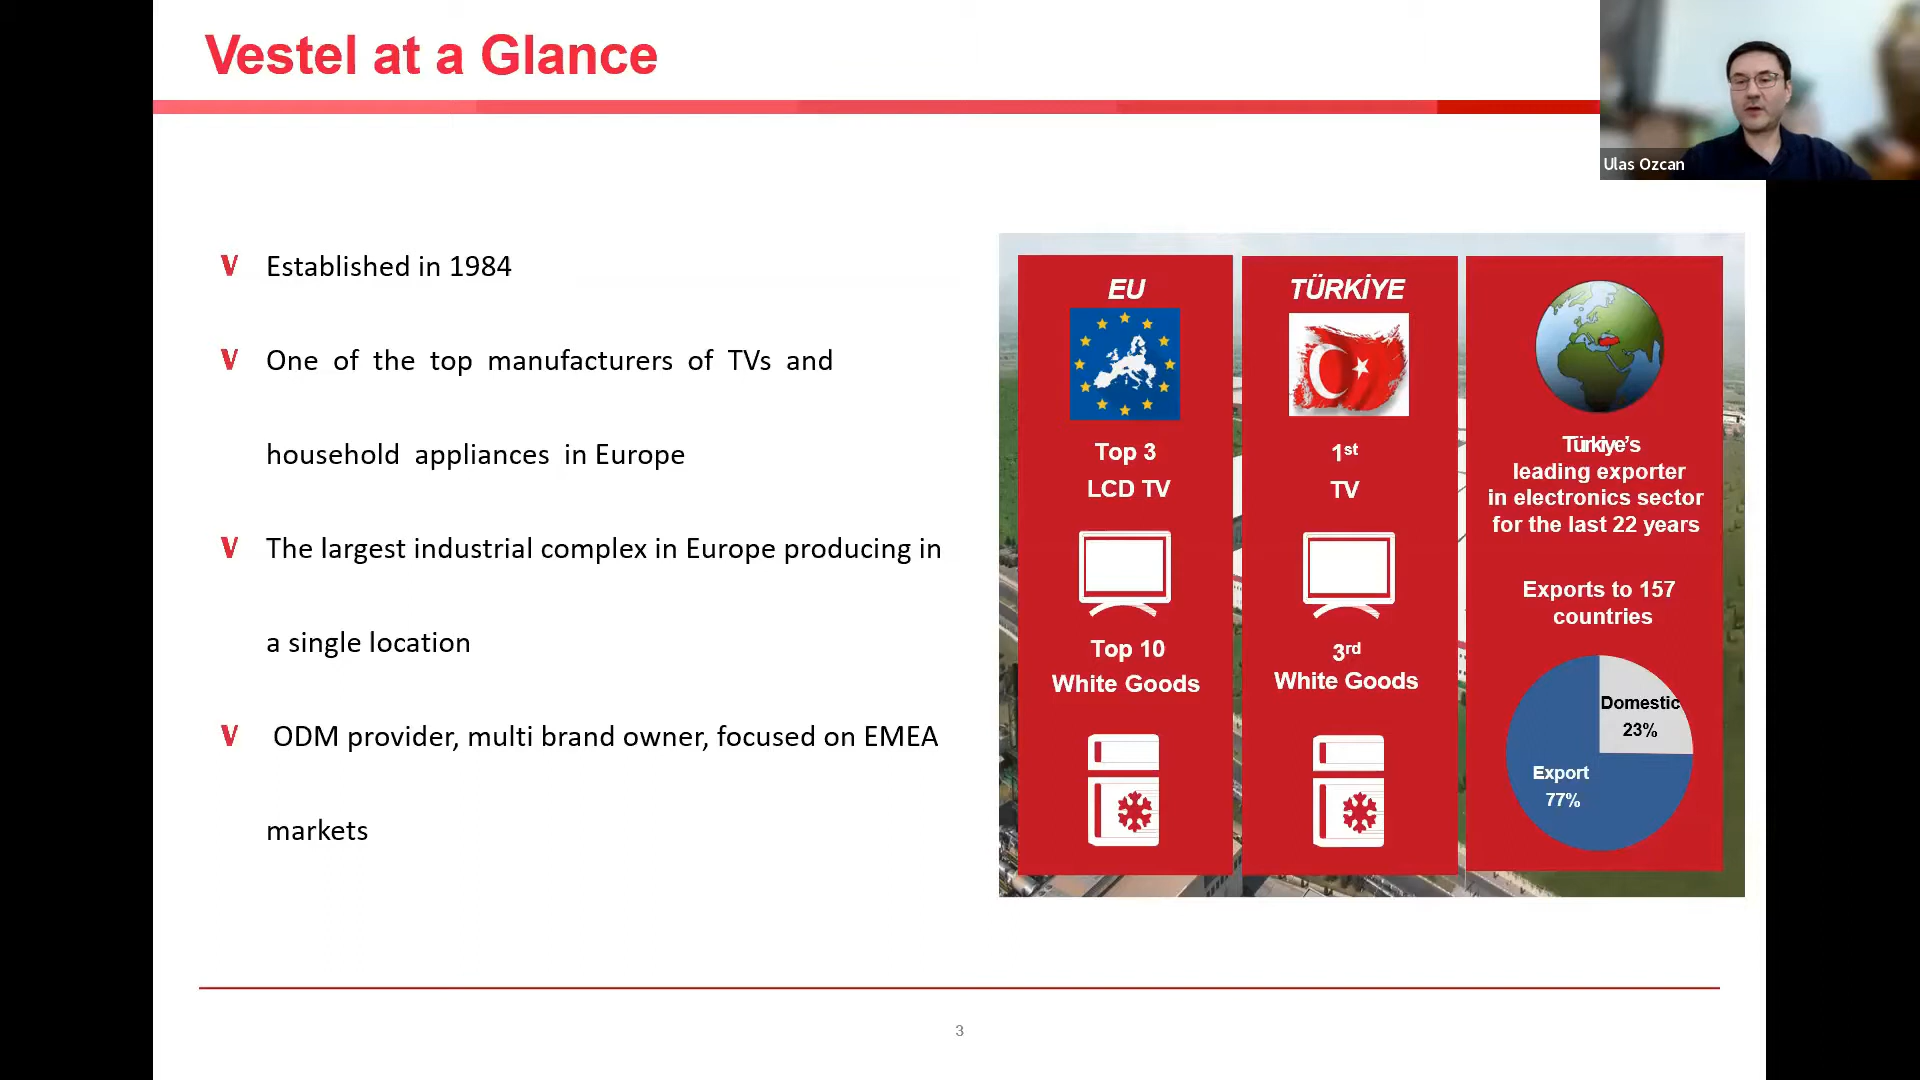 Vestel at a Glance
Ulas Ozcan
Established in 1984
One of the top manufacturers of TVs and
household appliances in Europe
The largest industrial complex in Europe producing in
a single location
ODM provider, multi brand owner, focused on EMEA
markets
EU
Top 3
LCD TV
Top 10
White Goods
TÜRKİYE
1st
TV
3rd
White Goods
Türkiye’s
leading exporter
in electronics sector
for the last 22 years
Exports to 157
countries
Domestic
23%
Export
77%
3